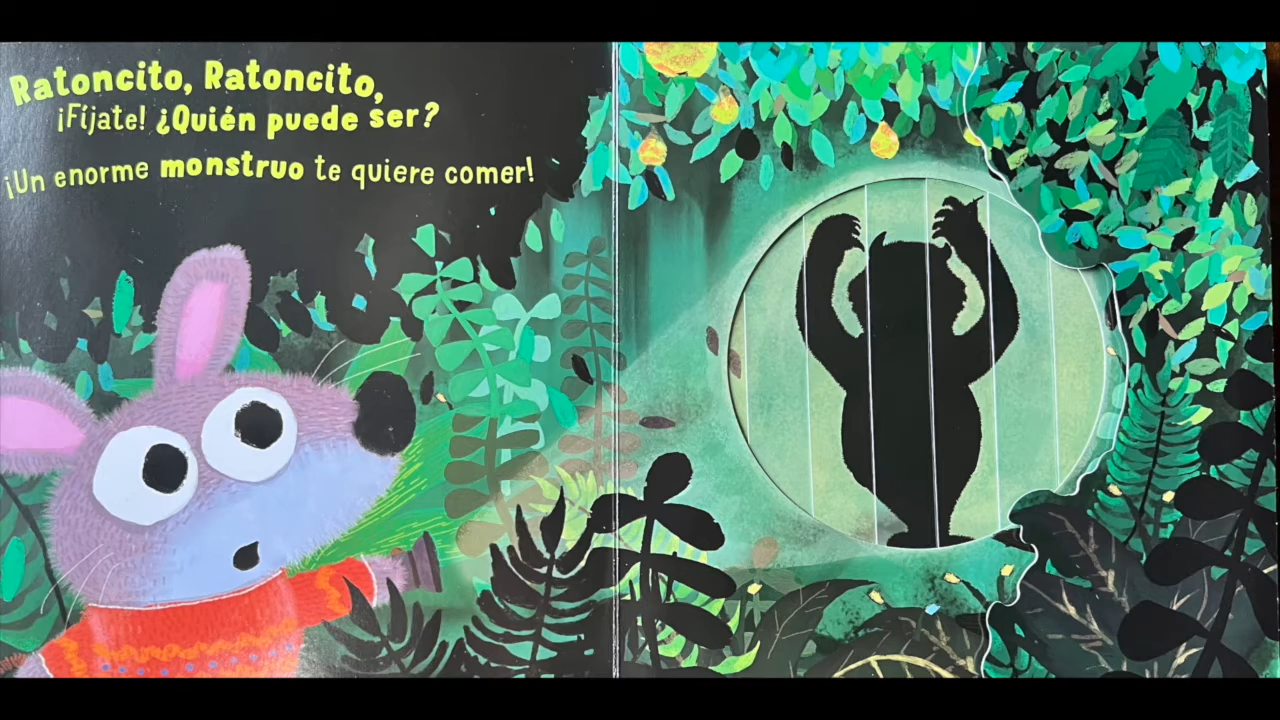 Ratoncito, Ratoncito,
¡Fíjate! ¿Quién puede ser?
¡Un enorme monstruo te quiere comer!